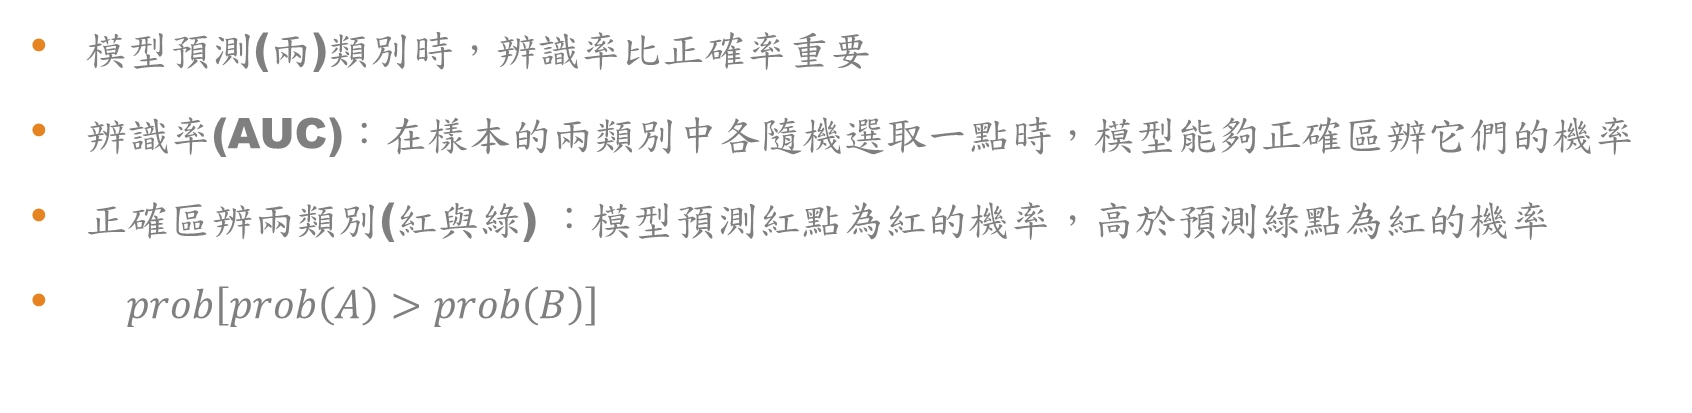 • 模型預測(兩)類別時，辨識率比正確率重要
• 辨識率(AUC)：在樣本的兩類別中各隨機選取一點時，模型能夠正確區辨它們的機率
• 正確區辨兩類別(紅與綠) ：模型預測紅點為紅的機率，高於預測綠點為紅的機率
• prob[prob(A) > prob(B)]